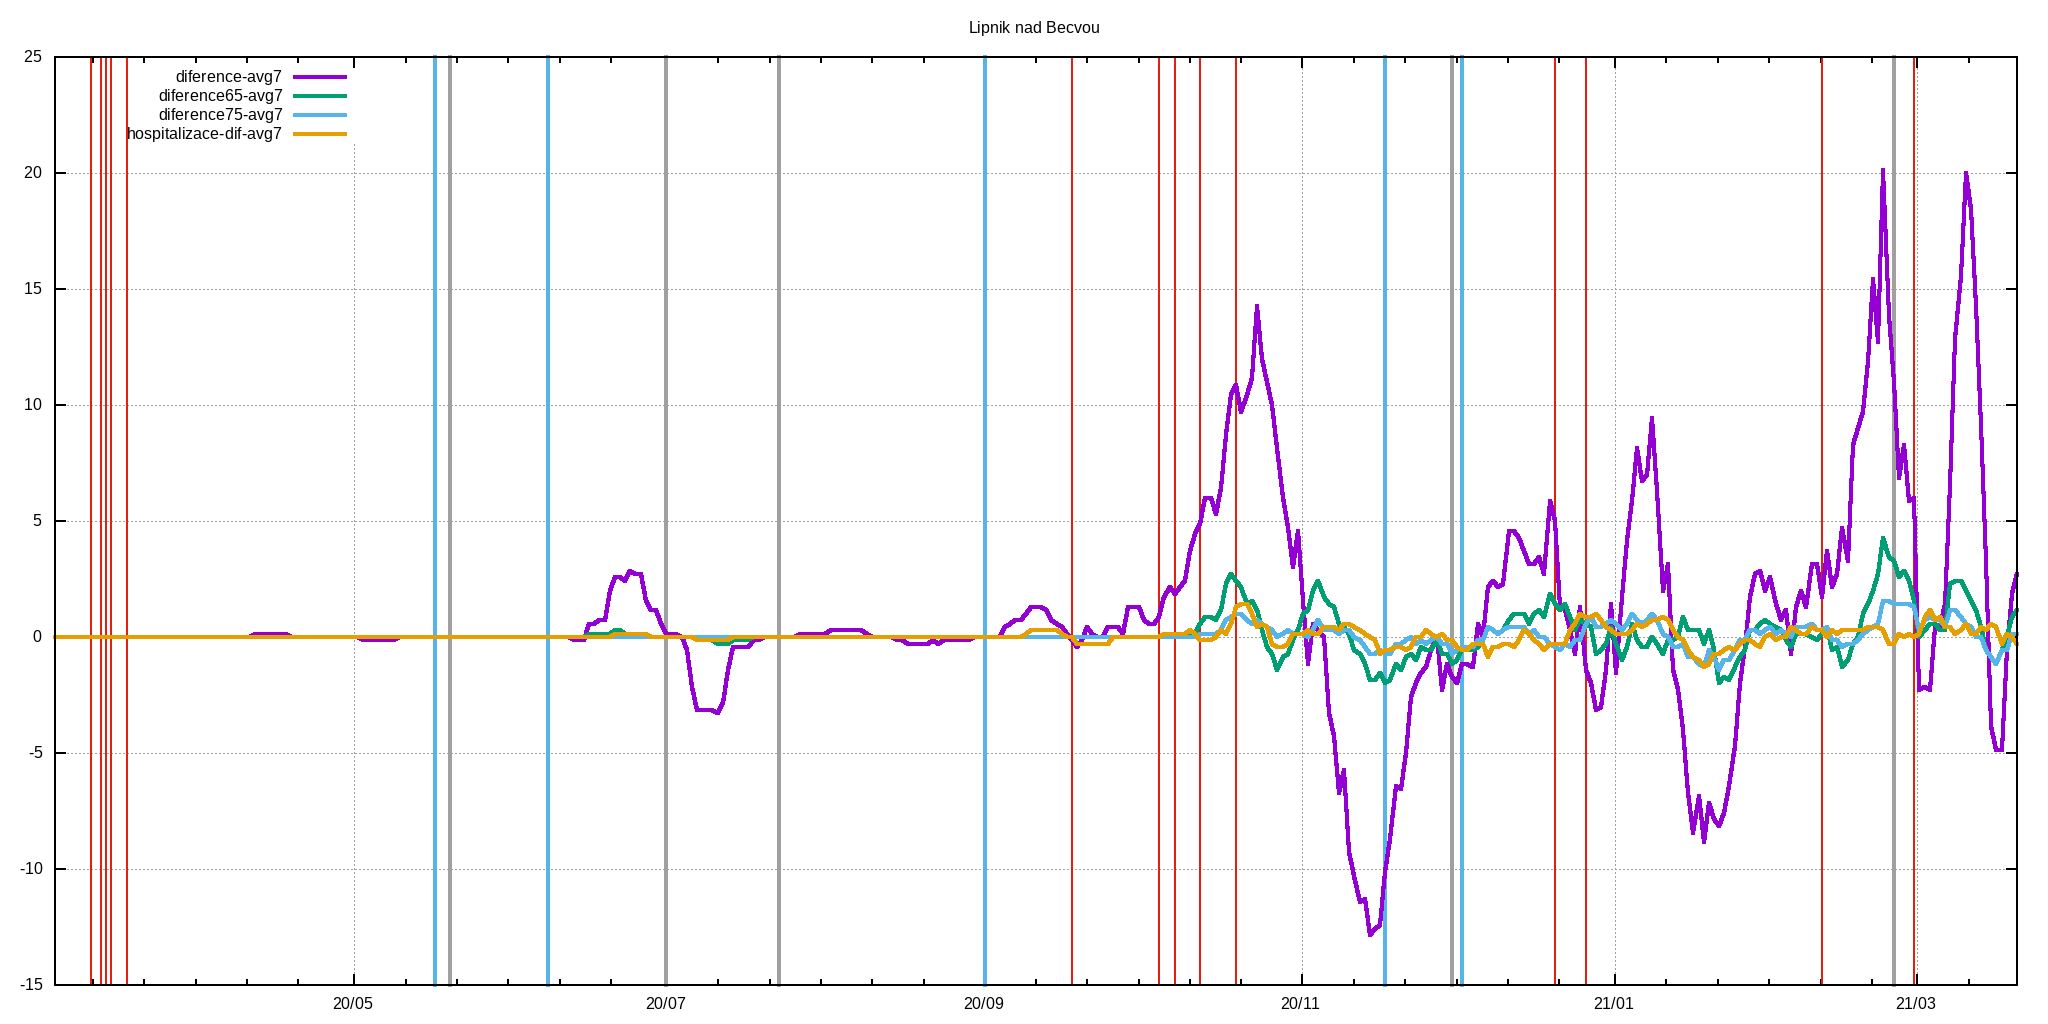 Lipnik nad Becvou
25
20
15
10
5
0
-5
-10
-15
diference-avg7
diference65-avg7
diference75-avg7
hospitalizace-dif-avg7
20/05 20/07 20/09 20/11 21/01 21/03